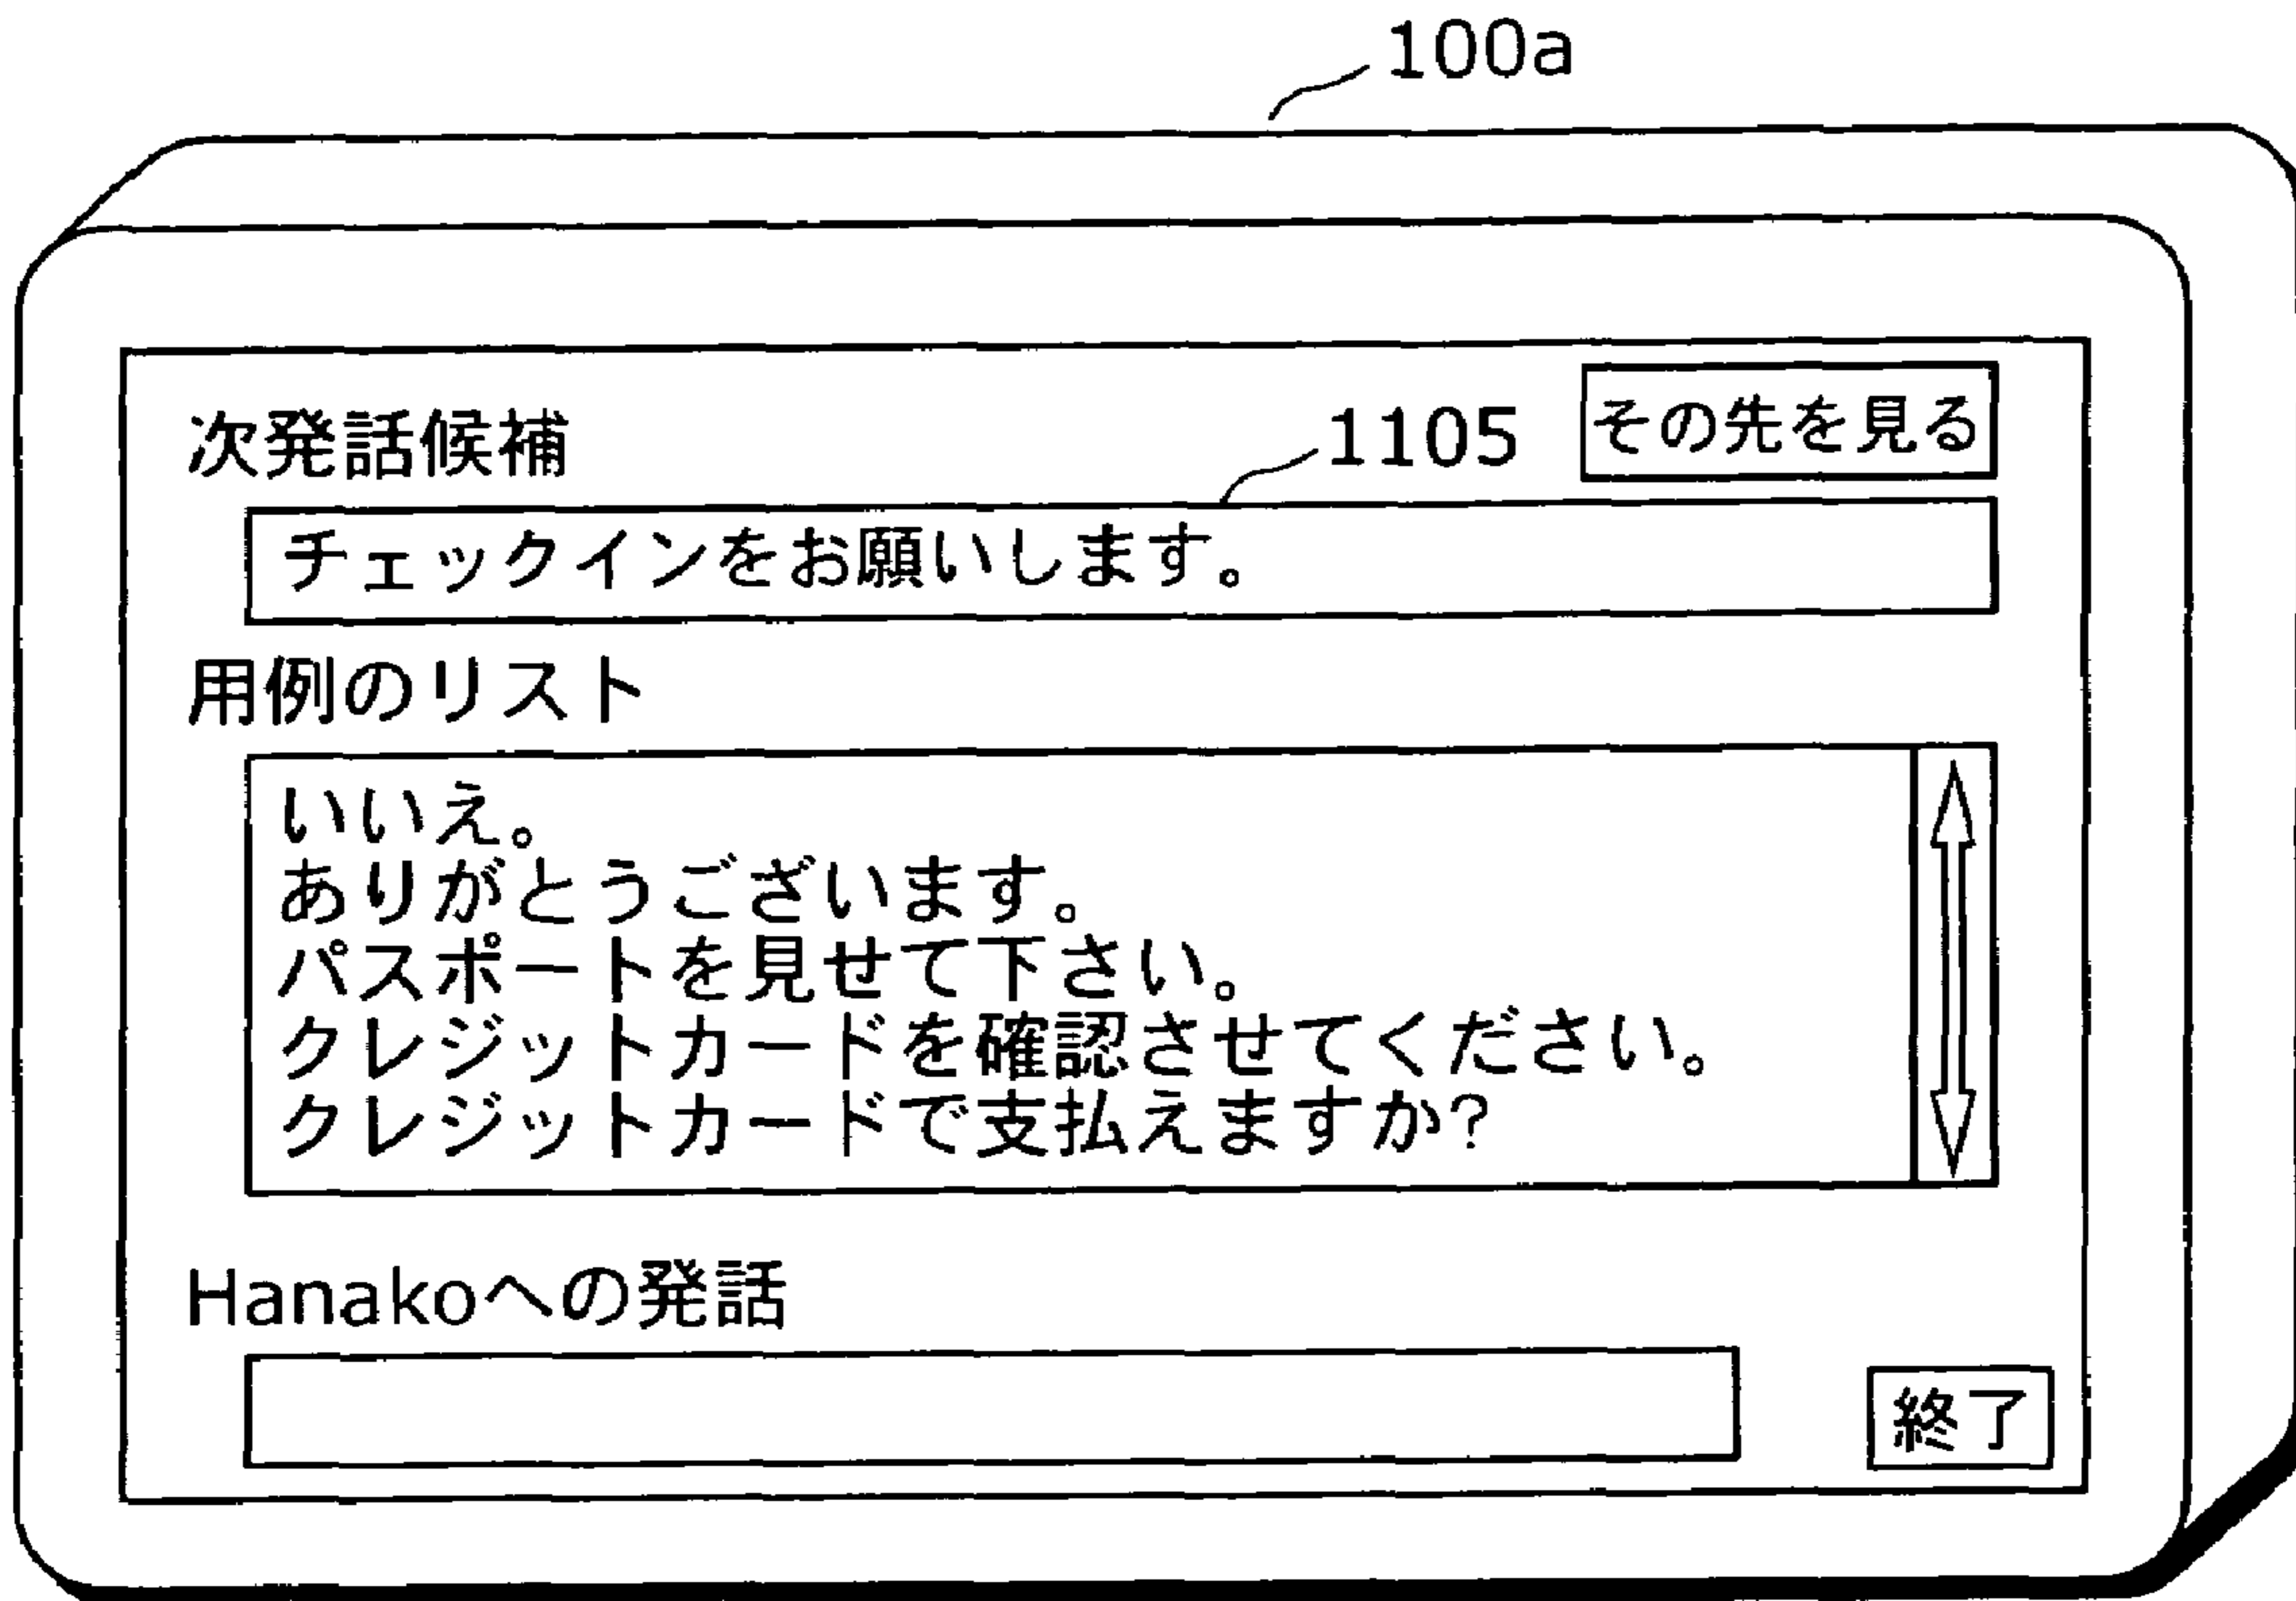 100a
次発話候補
1105
その先を見る
チェックインをお願いします。
用例のリスト
いいえ。
ありがとうございます。
パスポートを見せて下さい。
クレジットカードを確認させてください。
クレジットカードで支払えますか?
Hanakoへの発話
終了